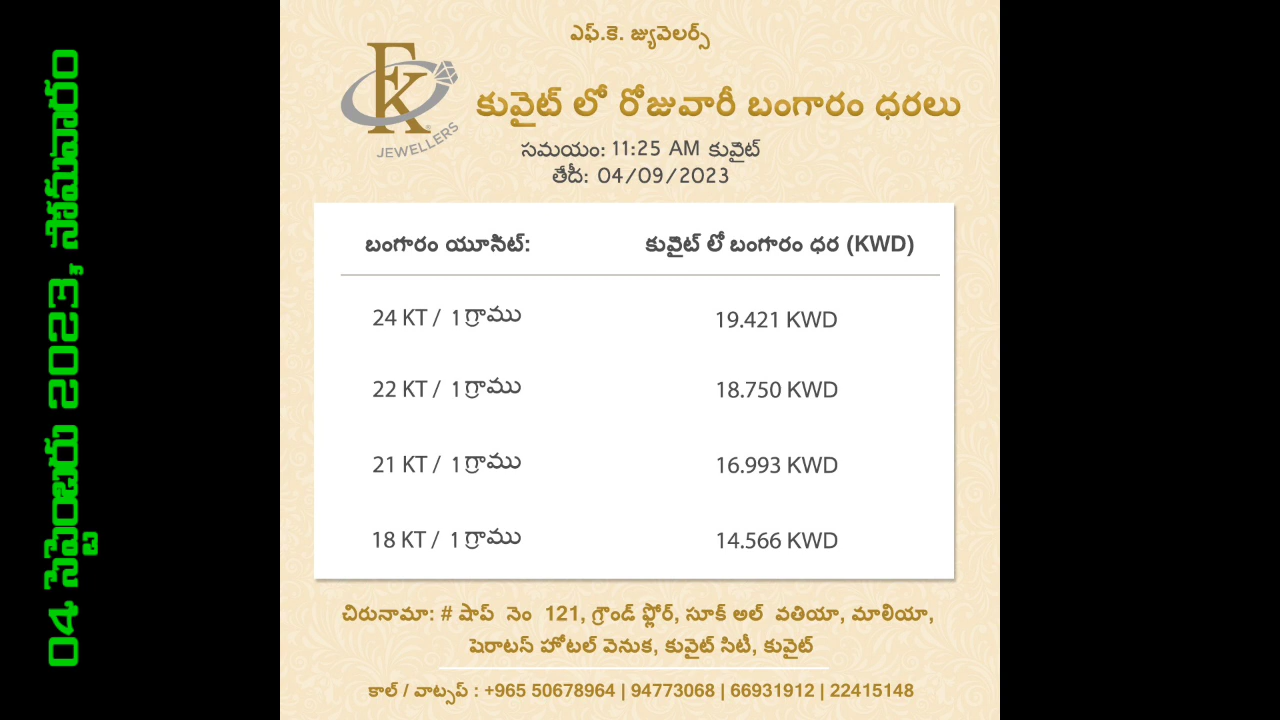 04 సెప్టెంబరు 2023, సోమవారం
ఎఫ్.కె. జ్యువెలర్స్
FK
JEWELLERS
కువైట్ లో రోజువారీ బంగారం ధరలు
సమయం: 11:25 AM కువైట్
తేదీ: 04/09/2023
బంగారం యూనిట్: కువైట్ లో బంగారం ధర (KWD)
24 KT / 1 గ్రాము 19.421 KWD
22 KT / 1 గ్రాము 18.750 KWD
21 KT / 1 గ్రాము 16.993 KWD
18 KT / 1 గ్రాము 14.566 KWD
చిరునామా: # షాప్ నెం 121, గ్రౌండ్ ఫ్లోర్, సూక్ అల్ వతియా, మాలియా,
షెరాటన్ హోటల్ వెనుక, కువైట్ సిటీ, కువైట్
కాల్ / వాట్సప్ : +965 50678964 | 94773068 | 66931912 | 22415148